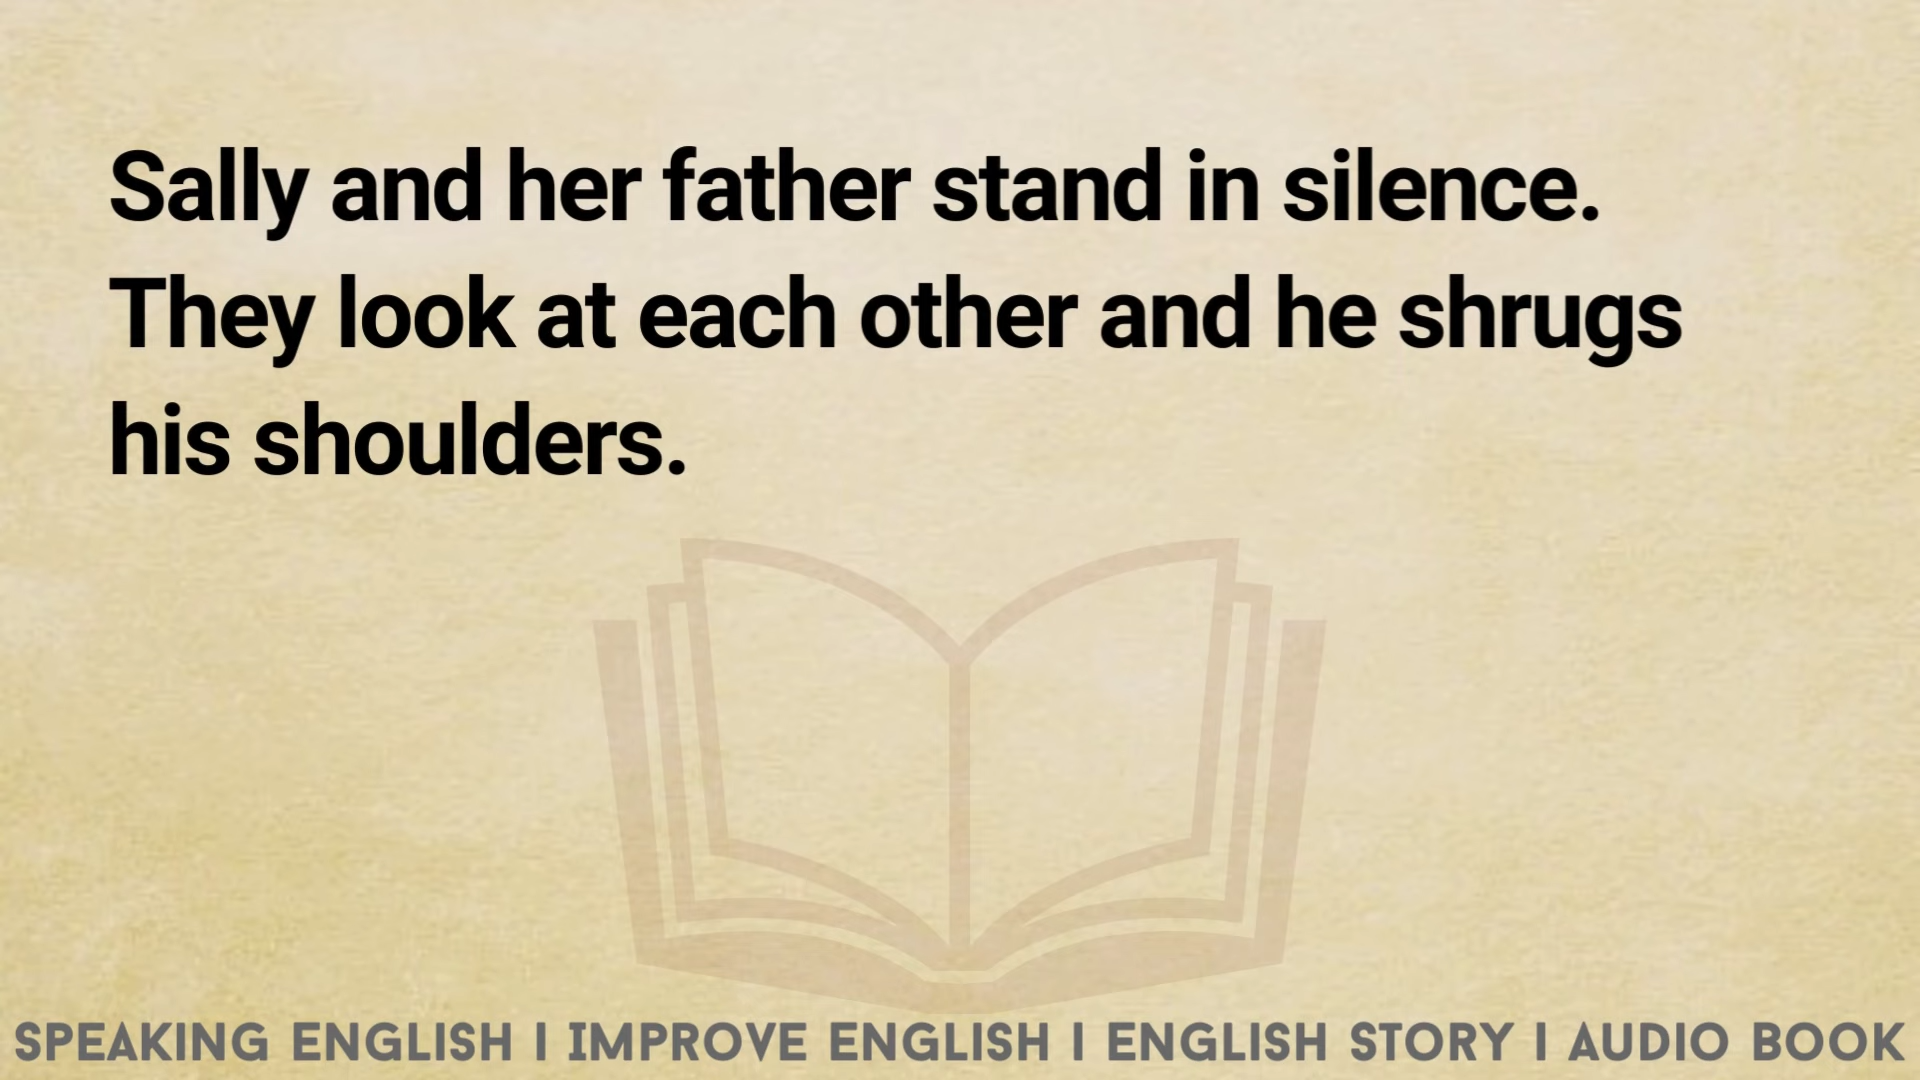 Sally and her father stand in silence.
They look at each other and he shrugs
his shoulders.
SPEAKING ENGLISH | IMPROVE ENGLISH | ENGLISH STORY | AUDIO BOOK